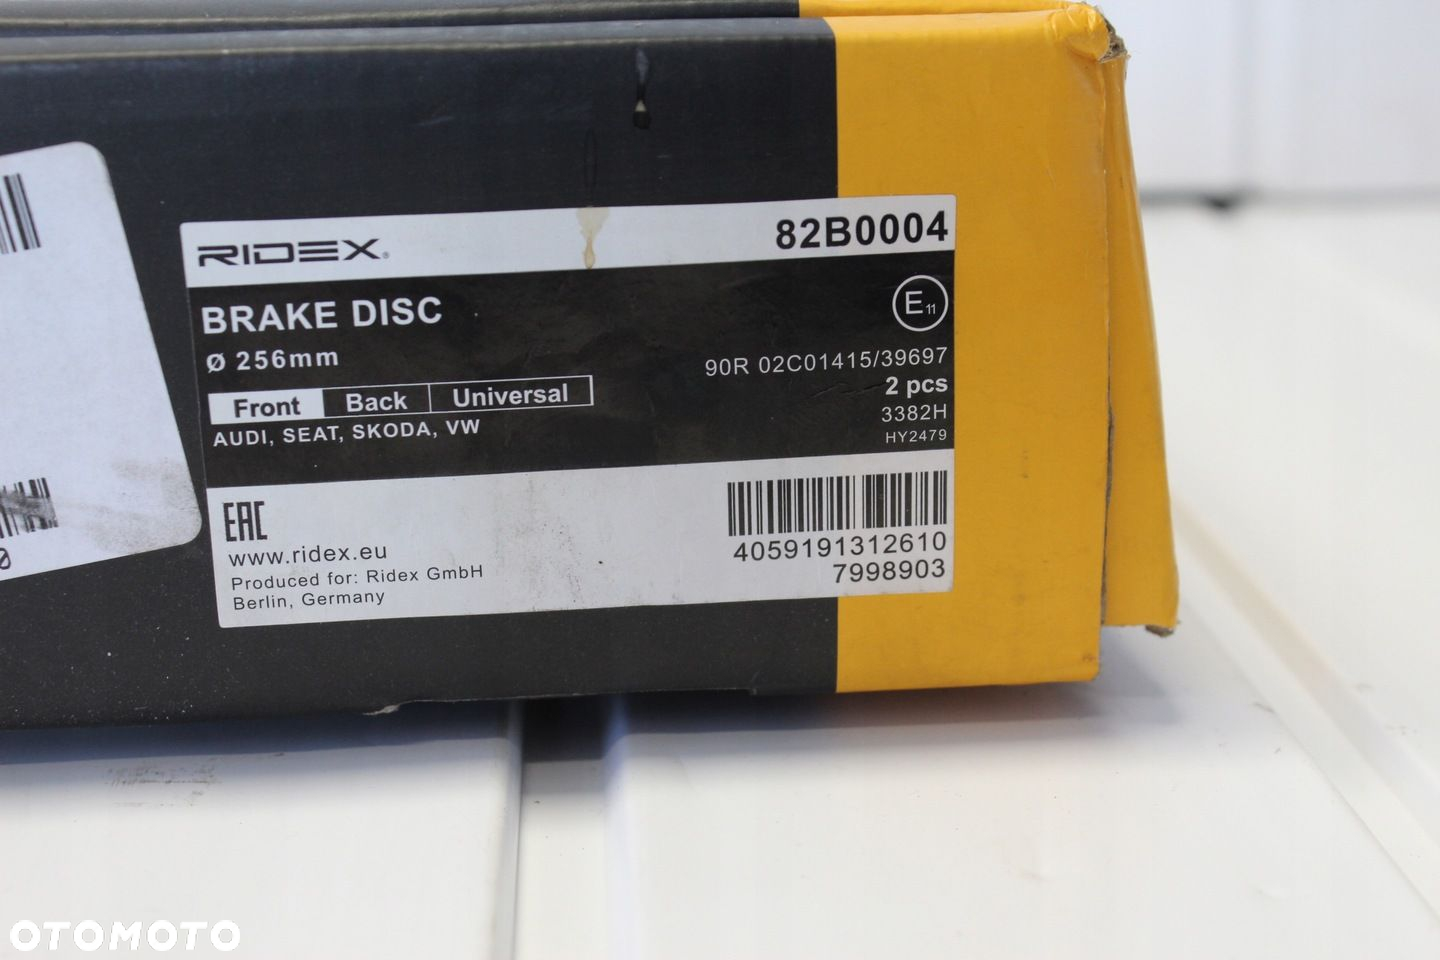 RIDEX®
82B0004
BRAKE DISC
E11
Ø 256mm
90R 02C01415/39697
Front Back Universal
2 pcs
AUDI, SEAT, SKODA, VW
3382H
HY2479
EAC
www.ridex.eu
Produced for: Ridex GmbH
Berlin, Germany
4059191312610
7998903
0
OTOMOTO